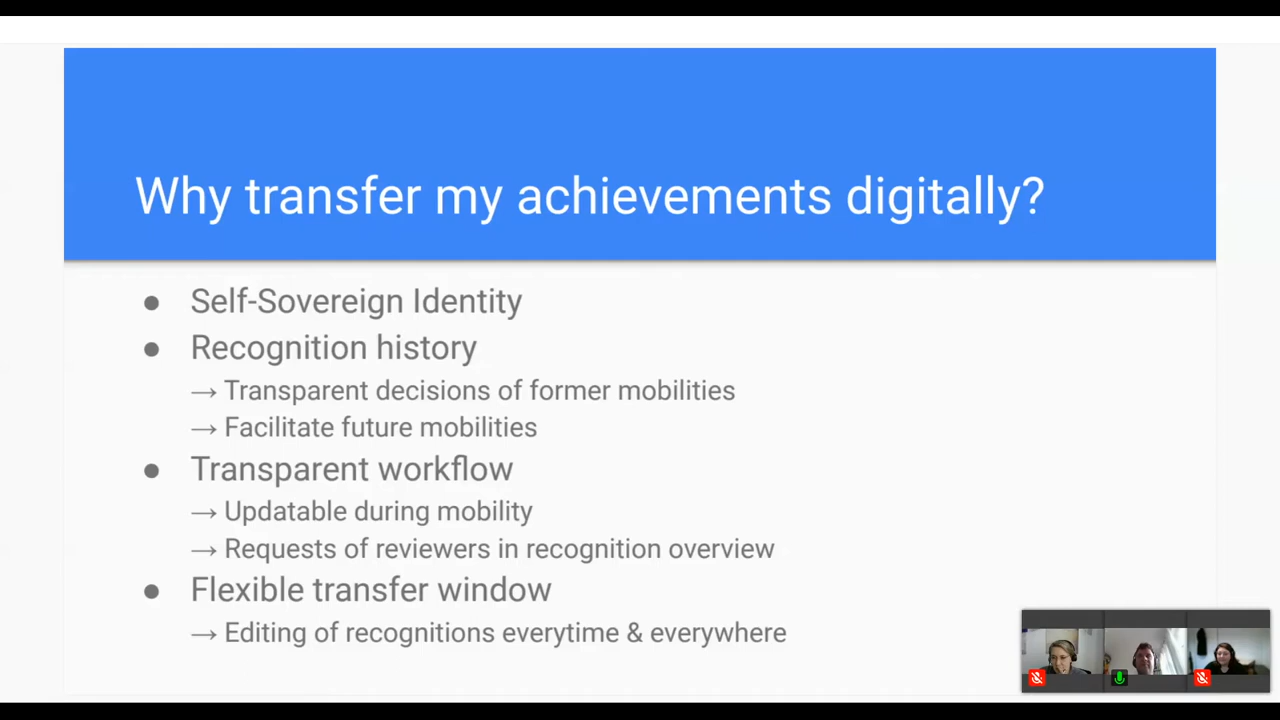 Why transfer my achievements digitally?
● Self-Sovereign Identity
● Recognition history
→ Transparent decisions of former mobilities
→ Facilitate future mobilities
● Transparent workflow
→ Updatable during mobility
→ Requests of reviewers in recognition overview
● Flexible transfer window
→ Editing of recognitions everytime & everywhere